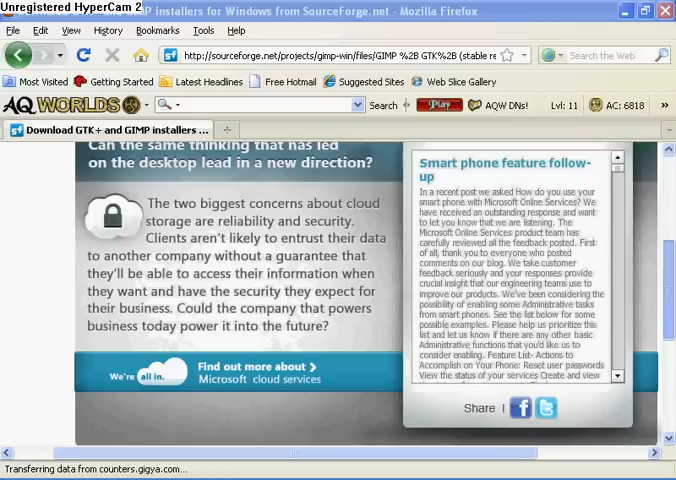 Unregistered HyperCam 2
and GIMP installers for Windows from SourceForge.net - Mozilla Firefox
File Edit View History Bookmarks Tools Help
http://sourceforge.net/projects/gimp-win/files/GIMP %2B GTK%2B (stable re
Search the Web
Most Visited Getting Started Latest Headlines Free Hotmail Suggested Sites Web Slice Gallery
AQWORLDS Search Play AQW DNs! Lvl: 11 AC: 6818 »
Download GTK+ and GIMP installers ...
Can the same thinking that has led
on the desktop lead in a new direction?
The two biggest concerns about cloud
storage are reliability and security.
Clients aren't likely to entrust their data
to another company without a guarantee that
they'll be able to access their information when
they want and have the security they expect for
their business. Could the company that powers
business today power it into the future?
We're all in.
Find out more about
Microsoft cloud services
Smart phone feature follow-
up
In a recent post we asked How do you use your
smart phone with Microsoft Online Services? We
have received an outstanding response and want
to let you know that we are listening. The
Microsoft Online Services product team has
carefully reviewed all the feedback posted. First
of all, thank you to everyone who posted
comments on our blog. We take customer
feedback seriously and your responses provide
crucial insight that our engineering teams use to
improve our products. We've been considering the
possibility of enabling some Administrative tasks
from smart phones. See the list below for some
possible examples. Please help us prioritize this
list and let us know if there are any other basic
Administrative functions that you'd like us to
consider enabling. Feature List- Actions to
Accomplish on Your Phone: Reset user passwords
View the status of your services Create and view
Share |
Transferring data from counters.gigya.com...